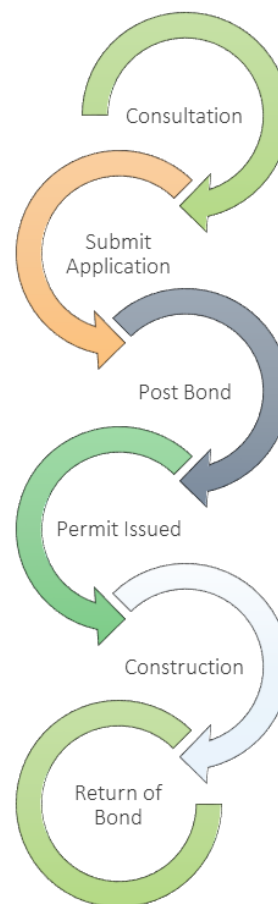 Consultation
Submit
Application
Post Bond
Permit Issued
Construction
Return of
Bond